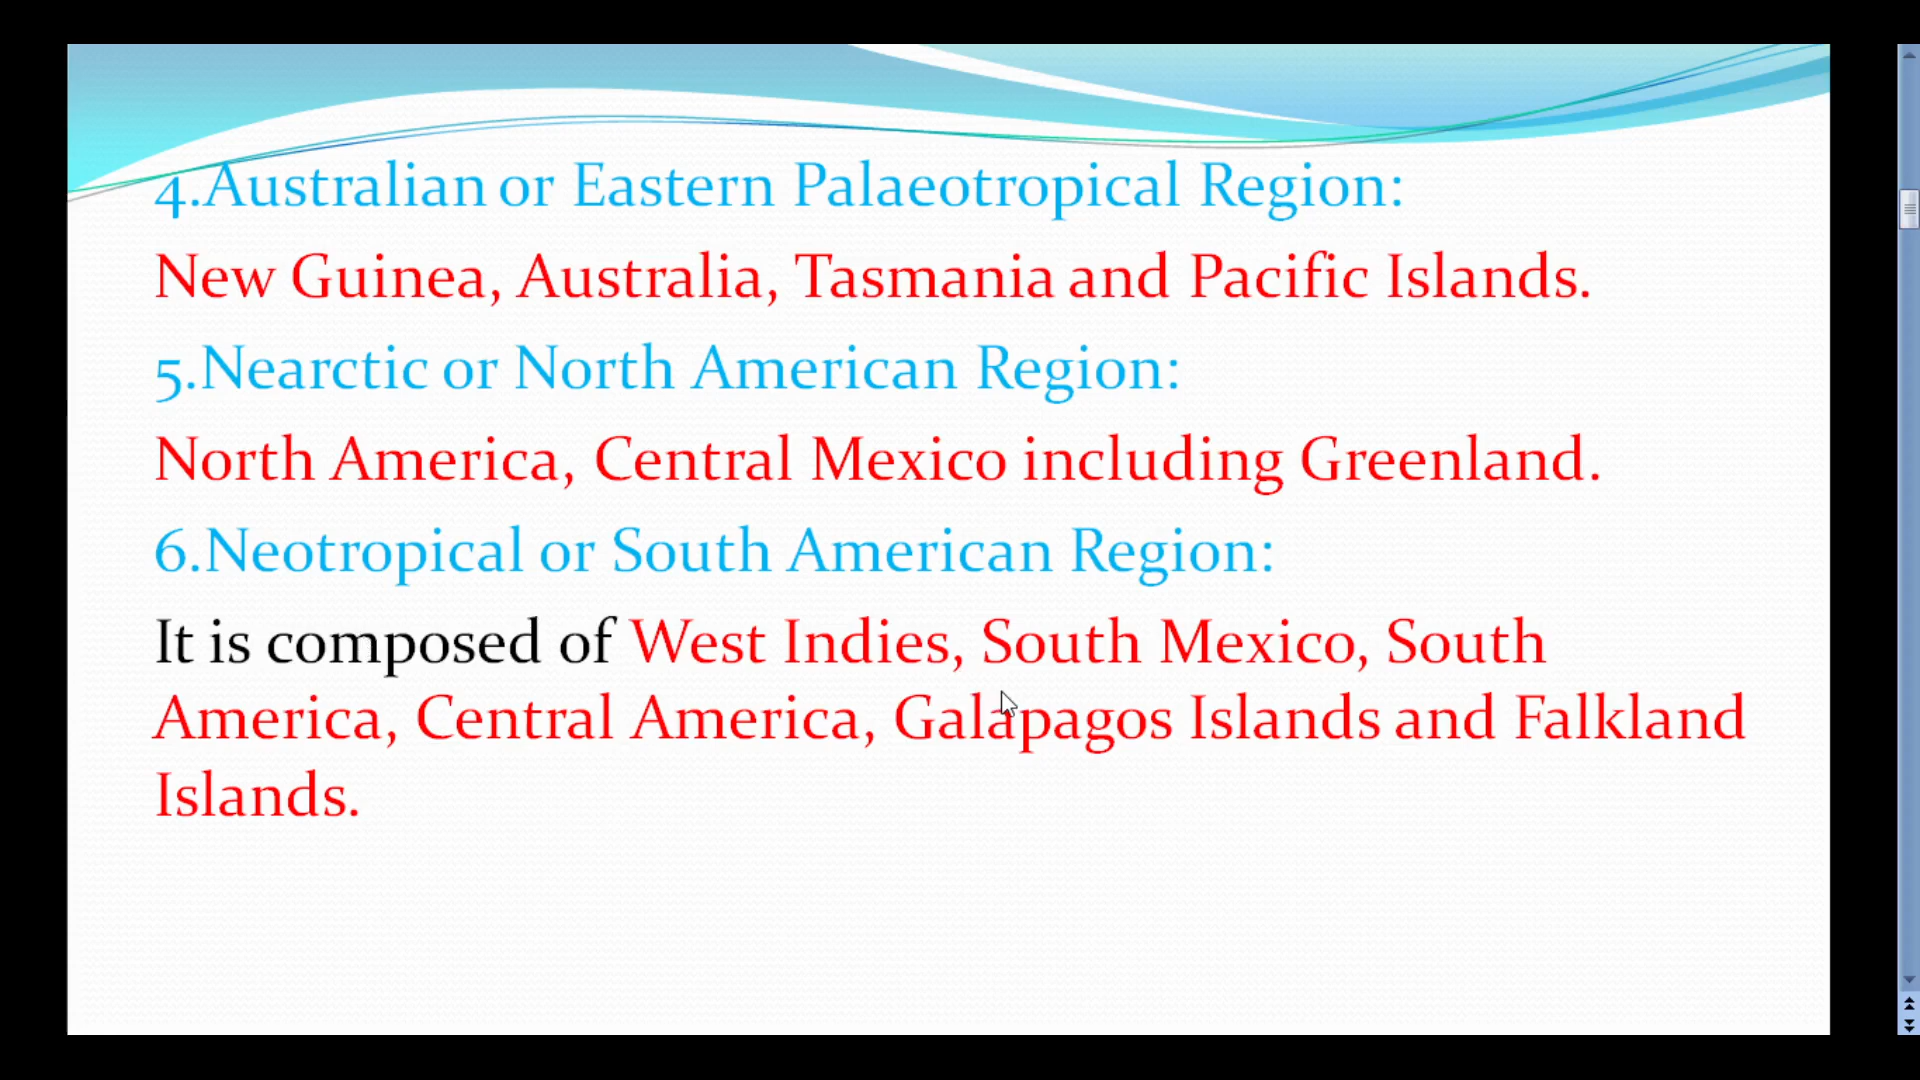 4.Australian or Eastern Palaeotropical Region:
New Guinea, Australia, Tasmania and Pacific Islands.
5.Nearctic or North American Region:
North America, Central Mexico including Greenland.
6.Neotropical or South American Region:
It is composed of West Indies, South Mexico, South
America, Central America, Galapagos Islands and Falkland
Islands.